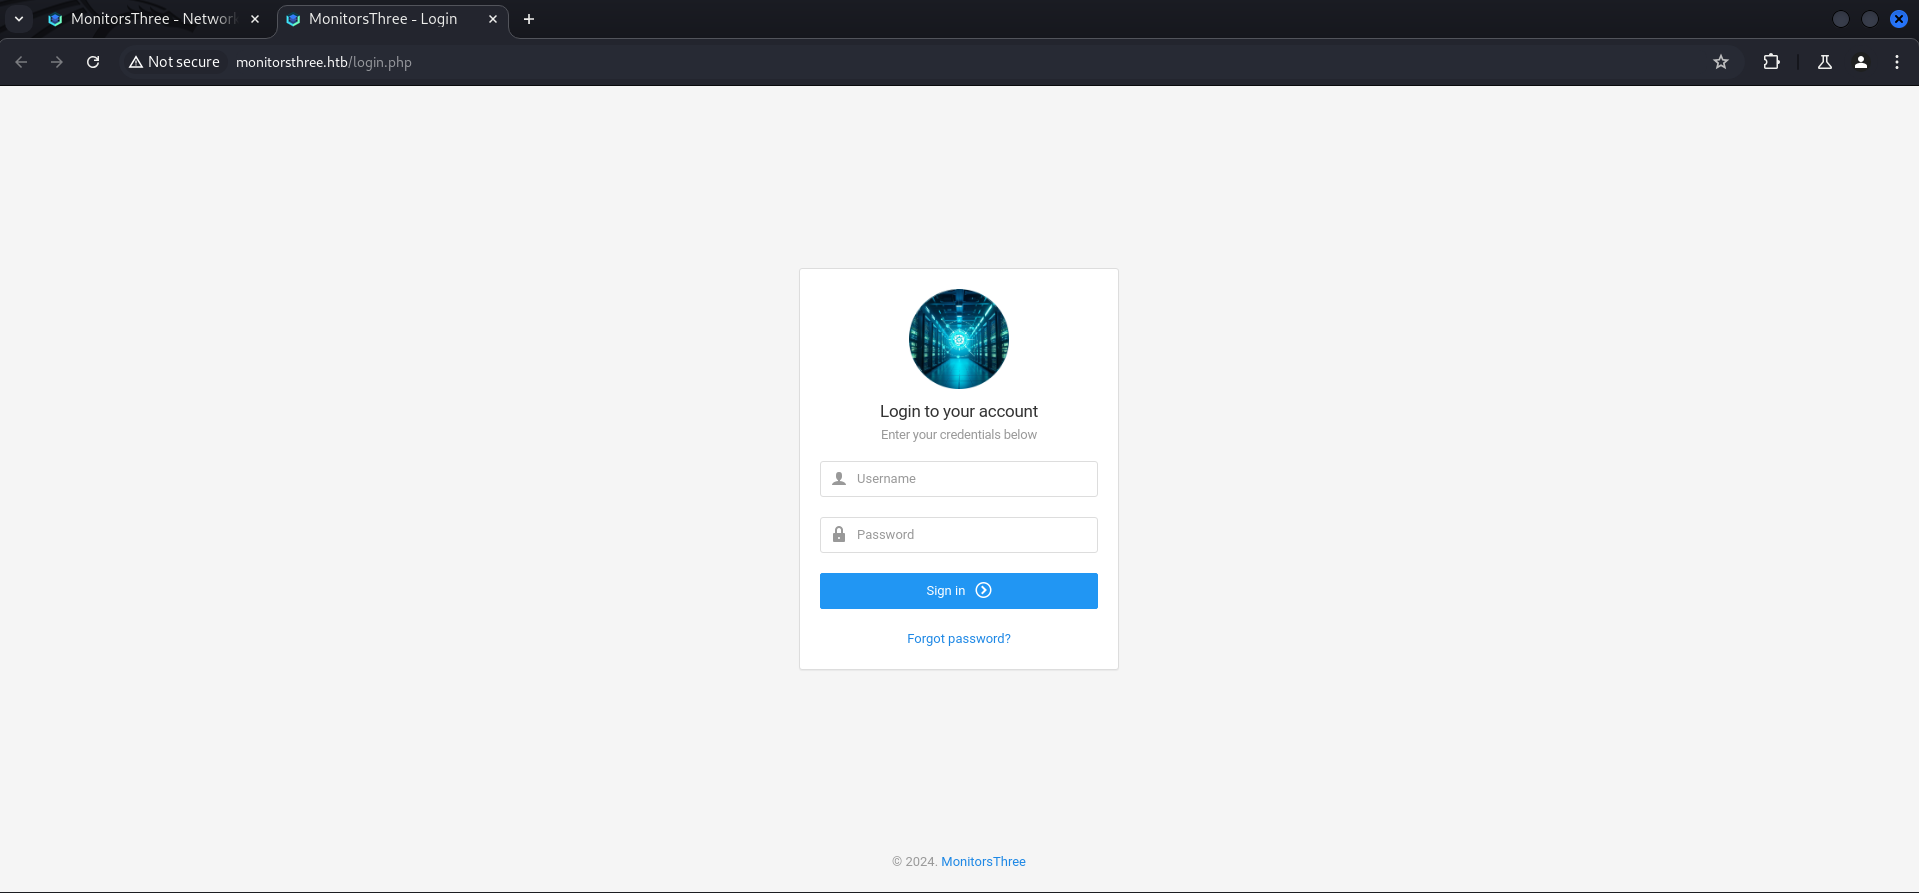 MonitorsThree - Network
MonitorsThree - Login
Not secure
monitorsthree.htb/login.php
Login to your account
Enter your credentials below
Username
Password
Sign in
Forgot password?
© 2024. MonitorsThree